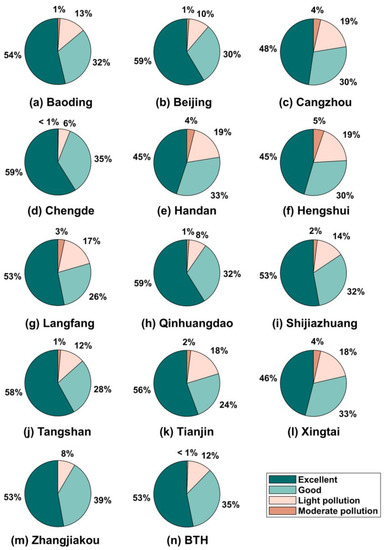 1% 13% 54% 32%
(a) Baoding
1% 10% 59% 30%
(b) Beijing
4% 19% 48% 30%
(c) Cangzhou
< 1% 6% 59% 35%
(d) Chengde
4% 19% 45% 33%
(e) Handan
5% 19% 45% 30%
(f) Hengshui
3% 17% 53% 26%
(g) Langfang
1% 8% 59% 32%
(h) Qinhuangdao
2% 14% 53% 32%
(i) Shijiazhuang
1% 12% 58% 28%
(j) Tangshan
2% 18% 56% 24%
(k) Tianjin
4% 18% 46% 33%
(l) Xingtai
8% 53% 39%
(m) Zhangjiakou
< 1% 12% 53% 35%
(n) BTH
Excellent
Good
Light pollution
Moderate pollution